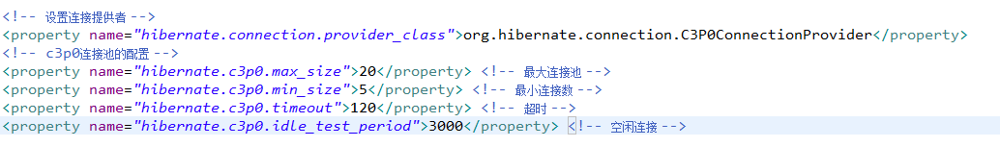 <!-- 设置连接提供者 -->
<property name="hibernate.connection.provider_class">org.hibernate.connection.C3P0ConnectionProvider</property>
<!-- c3p0连接池的配置 -->
<property name="hibernate.c3p0.max_size">20</property> <!-- 最大连接池 -->
<property name="hibernate.c3p0.min_size">5</property> <!-- 最小连接数 -->
<property name="hibernate.c3p0.timeout">120</property> <!-- 超时 -->
<property name="hibernate.c3p0.idle_test_period">3000</property> <!-- 空闲连接 -->